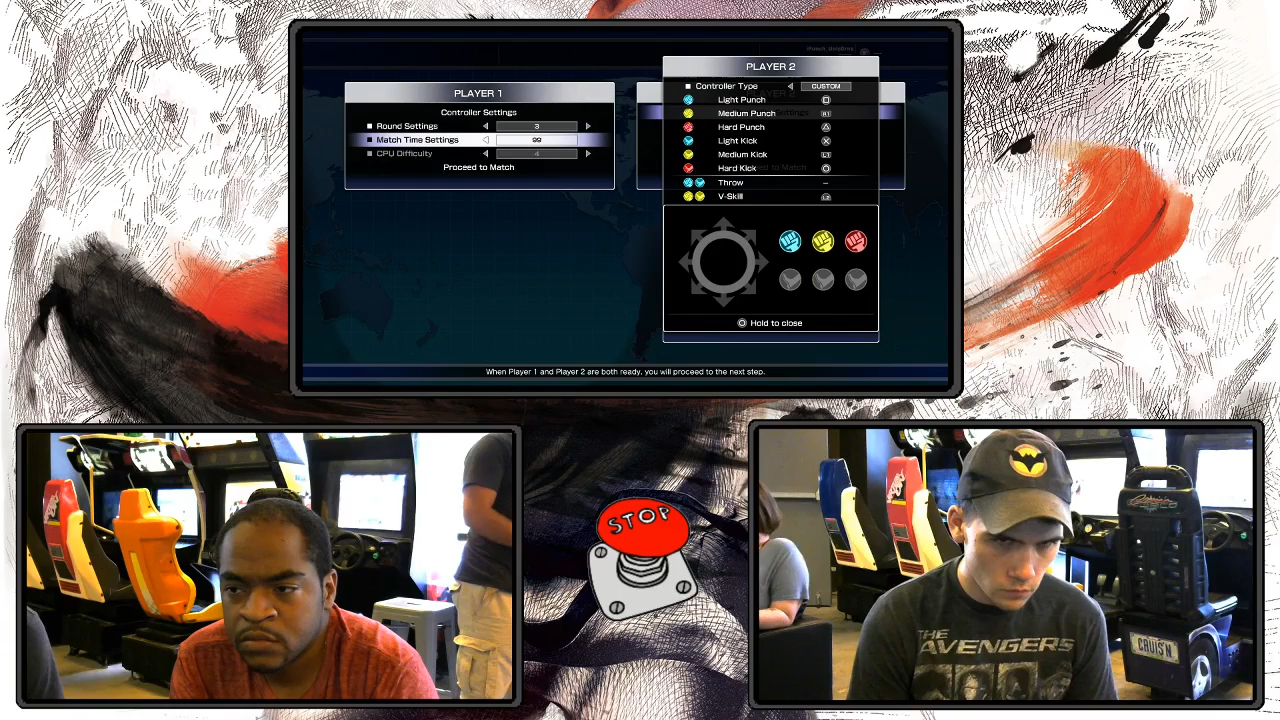 PLAYER 1
Controller Settings
Round Settings 3
Match Time Settings 99
CPU Difficulty 4
Proceed to Match
PLAYER 2
Controller Type CUSTOM
Light Punch
Medium Punch R1
Hard Punch
Light Kick
Medium Kick L1
Hard Kick
Throw –
V-Skill L2
Hold to close
When Player 1 and Player 2 are both ready, you will proceed to the next step.
STOP
THE
AVENGERS
CRUIS'N